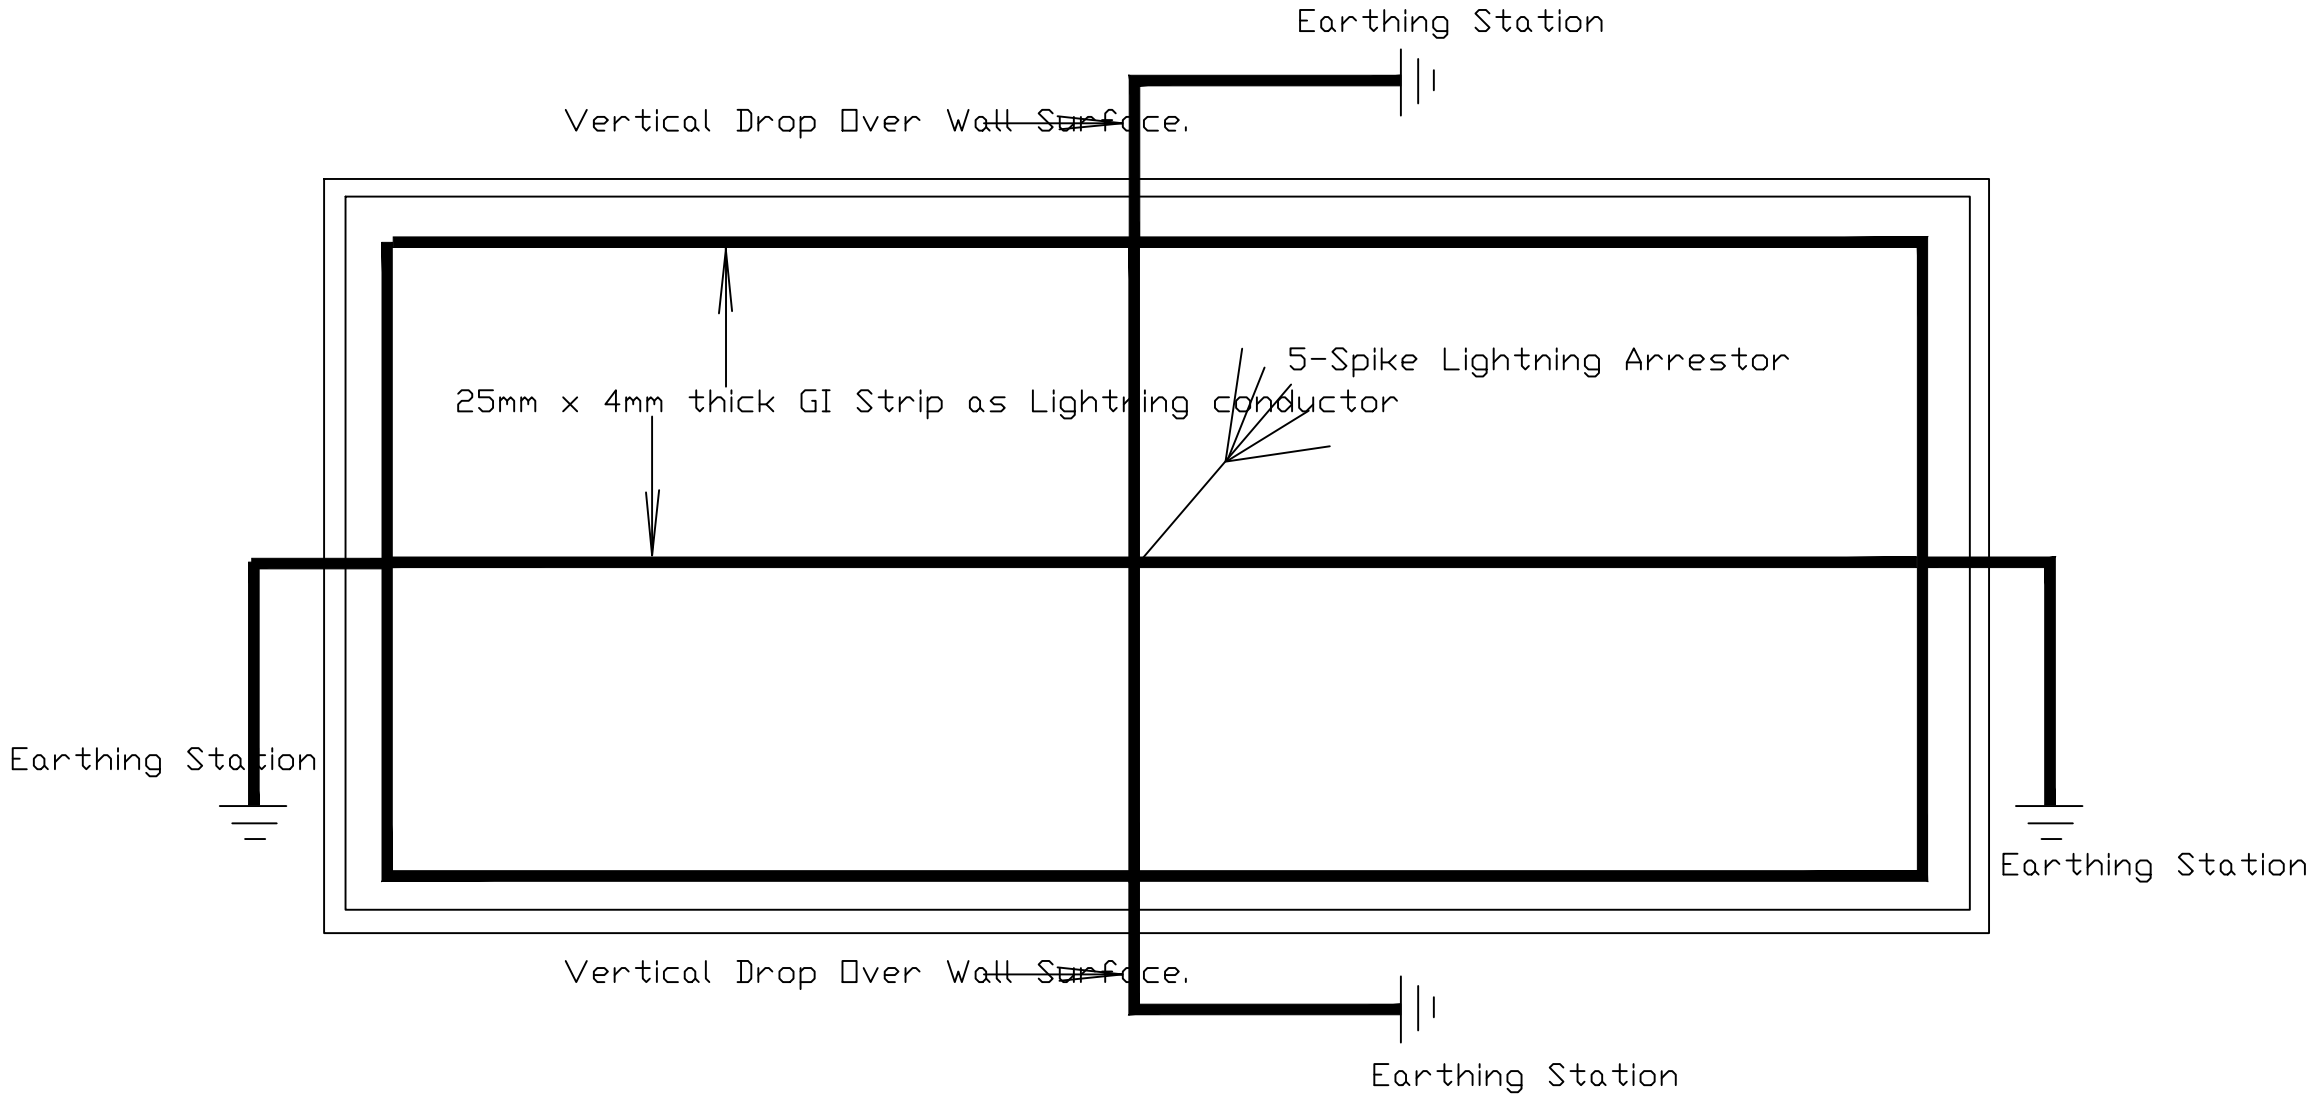 Earthing Station
Vertical Drop Over Wall Surface.
5-Spike Lightning Arrestor
25mm x 4mm thick GI Strip as Lightning conductor
Earthing Station
Earthing Station
Vertical Drop Over Wall Surface.
Earthing Station